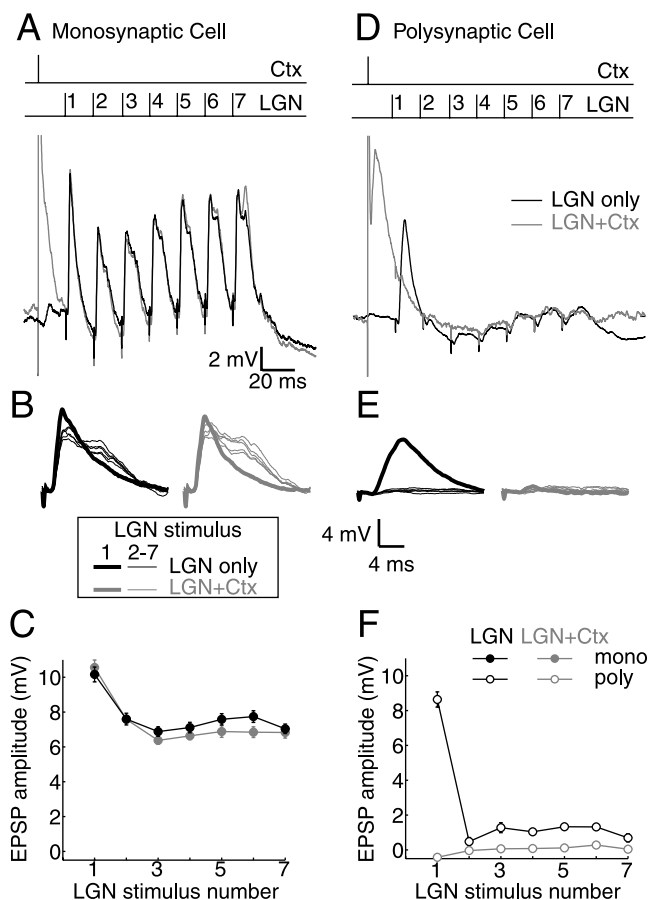 A Monosynaptic Cell
Ctx
1 2 3 4 5 6 7 LGN
2 mV
20 ms
B
LGN stimulus
1 2-7
LGN only
LGN+Ctx
C
EPSP amplitude (mV)
10
8
6
4
2
0
1 3 5 7
LGN stimulus number
D Polysynaptic Cell
Ctx
1 2 3 4 5 6 7 LGN
LGN only
LGN+Ctx
E
4 mV
4 ms
F
LGN LGN+Ctx
mono
poly
EPSP amplitude (mV)
10
8
6
4
2
0
1 3 5 7
LGN stimulus number